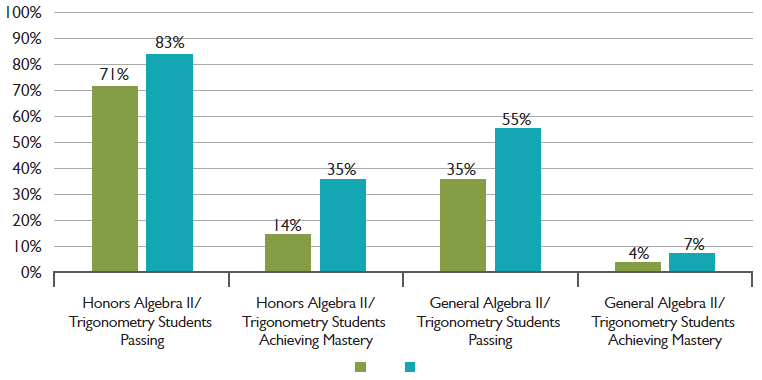 100%
90%
80%
70%
60%
50%
40%
30%
20%
10%
0%
71%
83%
14%
35%
35%
55%
4%
7%
Honors Algebra II/
Trigonometry Students
Passing
Honors Algebra II/
Trigonometry Students
Achieving Mastery
General Algebra II/
Trigonometry Students
Passing
General Algebra II/
Trigonometry Students
Achieving Mastery